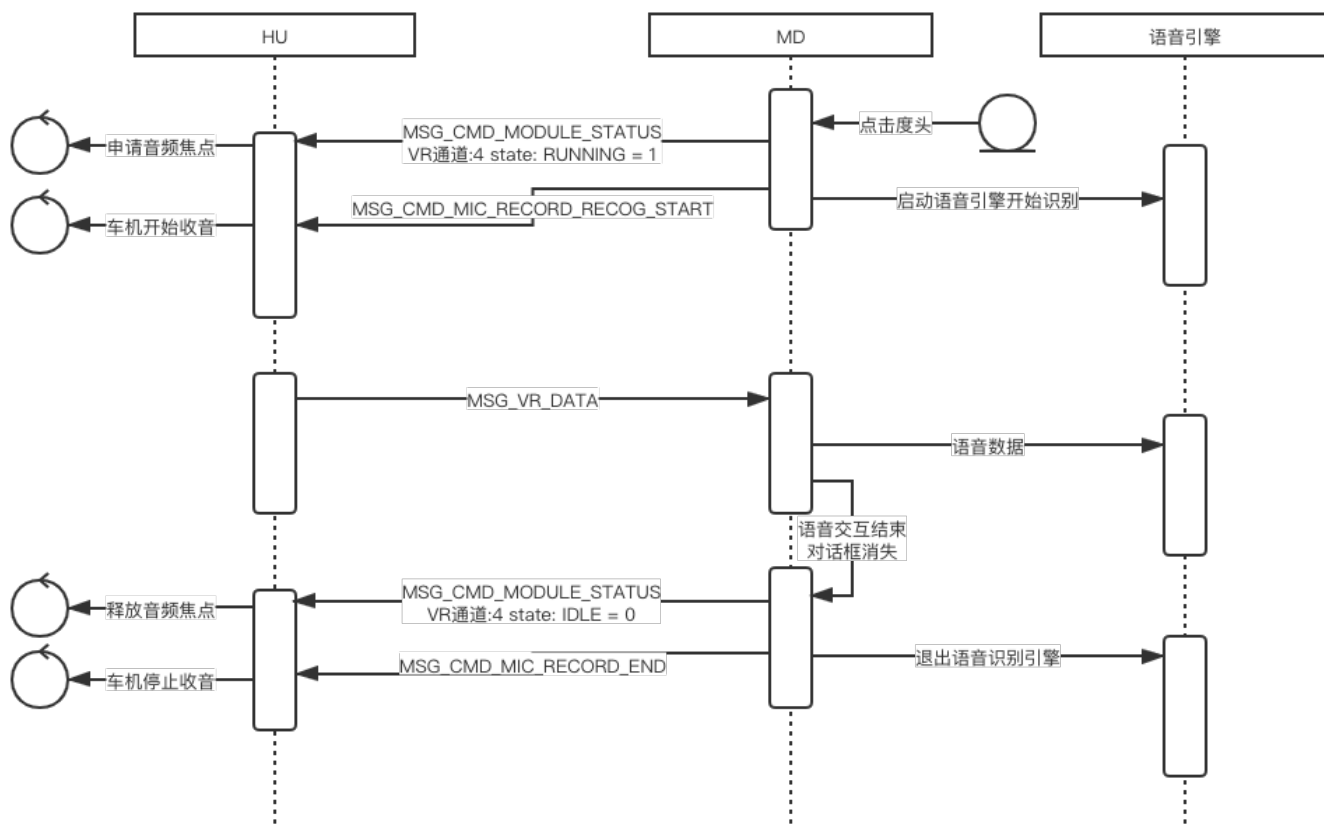 HU
MD
语音引擎
点击度头
MSG_CMD_MODULE_STATUS
VR通道:4 state: RUNNING = 1
申请音频焦点
启动语音引擎开始识别
MSG_CMD_MIC_RECORD_RECOG_START
车机开始收音
MSG_VR_DATA
语音数据
语音交互结束
对话框消失
MSG_CMD_MODULE_STATUS
VR通道:4 state: IDLE = 0
释放音频焦点
退出语音识别引擎
MSG_CMD_MIC_RECORD_END
车机停止收音